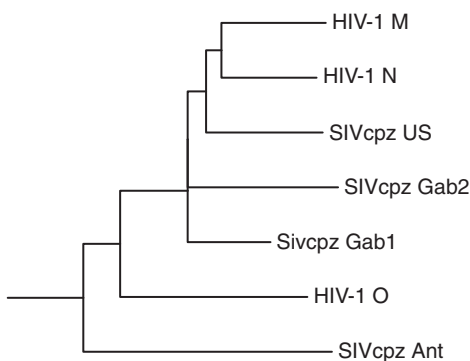 HIV-1 M
HIV-1 N
SIVcpz US
SIVcpz Gab2
Sivcpz Gab1
HIV-1 O
SIVcpz Ant